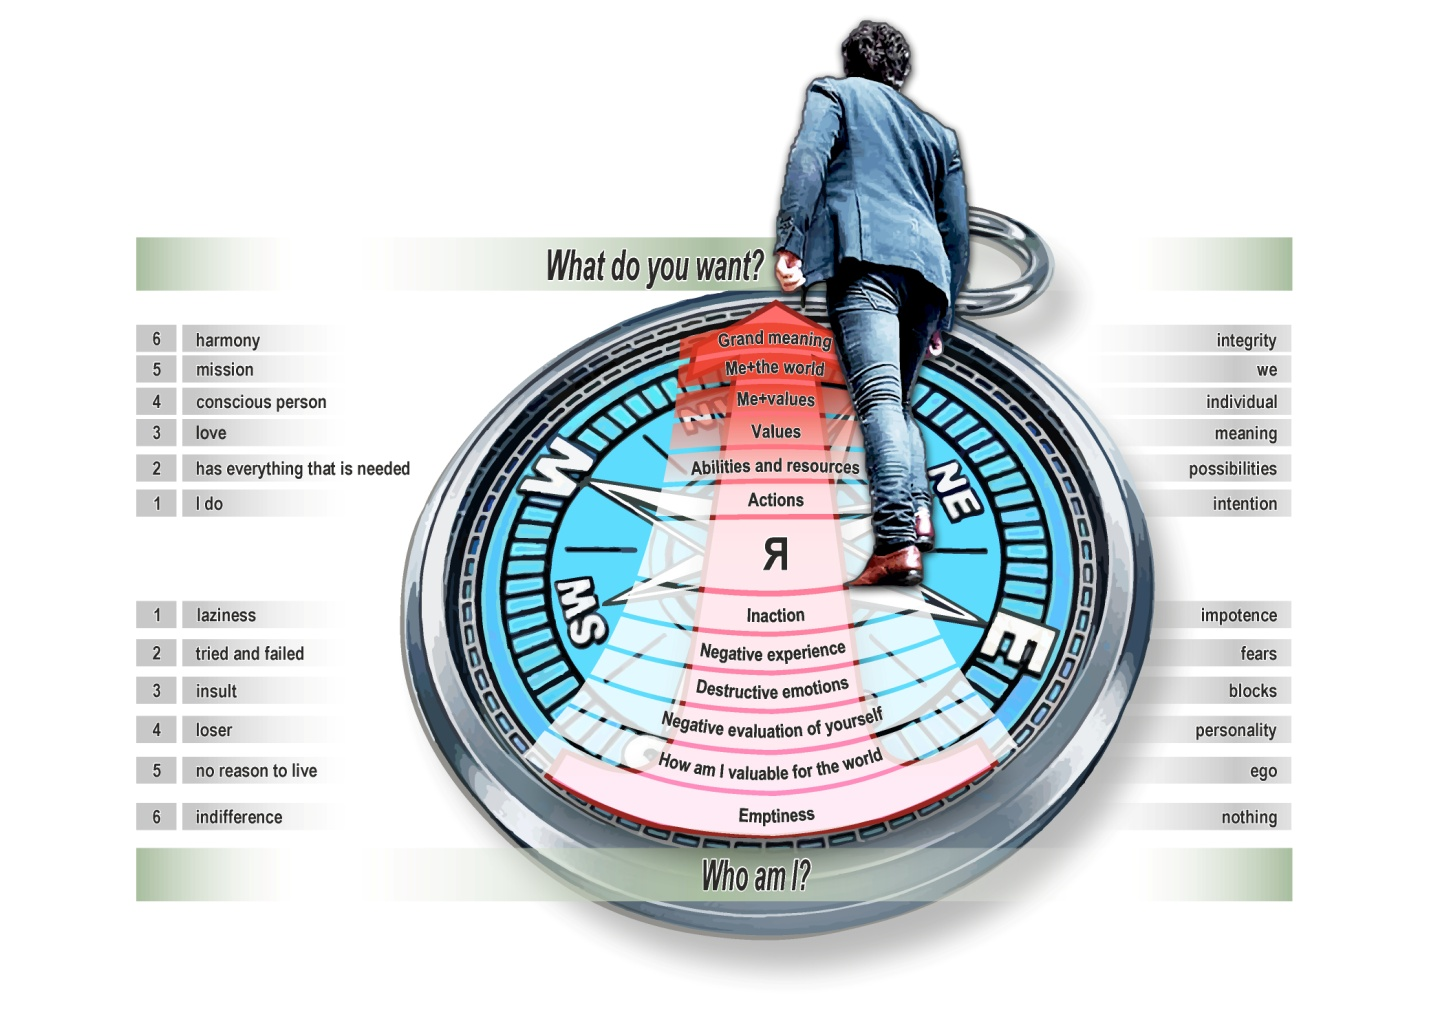 What do you want?
6 harmony Grand meaning integrity
5 mission Me+the world we
4 conscious person Me+values individual
3 love Values meaning
2 has everything that is needed Abilities and resources possibilities
1 I do Actions intention
W
NE
Я
SW
E
1 laziness Inaction impotence
2 tried and failed Negative experience fears
3 insult Destructive emotions blocks
4 loser Negative evaluation of yourself personality
5 no reason to live How am I valuable for the world ego
6 indifference Emptiness nothing
Who am I?